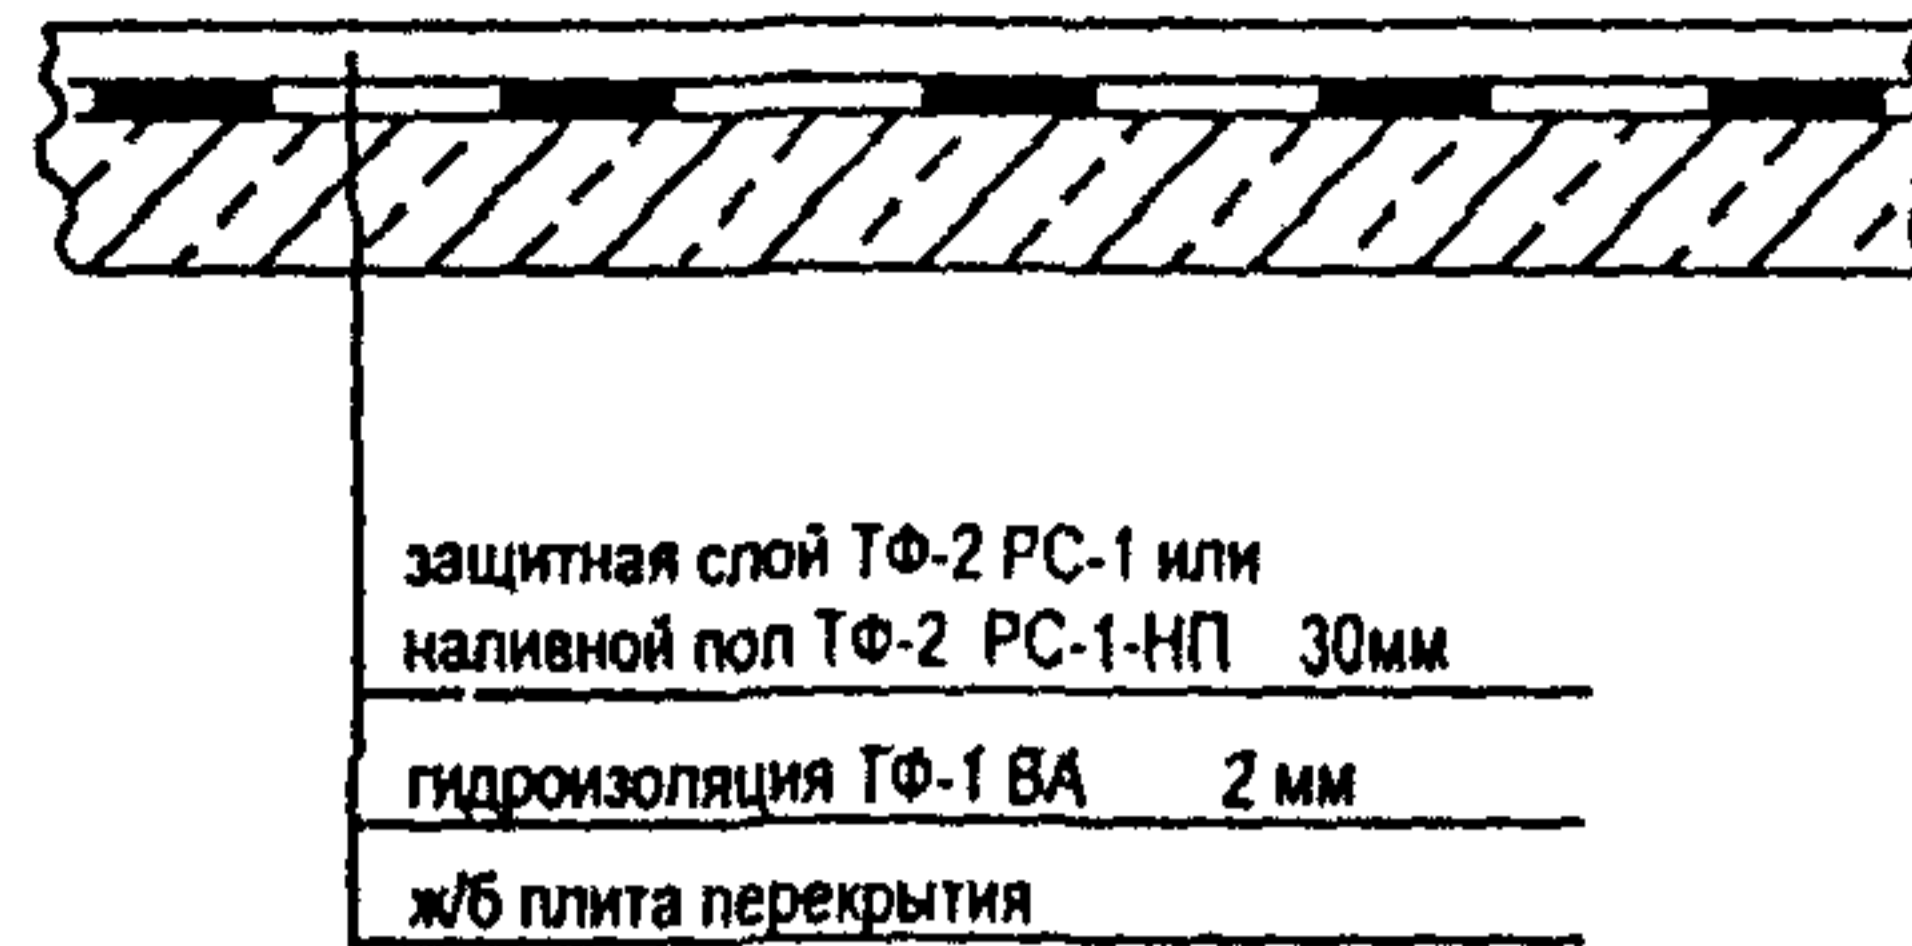 защитная слой ТФ-2 РС-1 или
наливной пол ТФ-2 РС-1-НП 30мм
гидроизоляция ТФ-1 ВА 2 мм
ж/б плита перекрытия